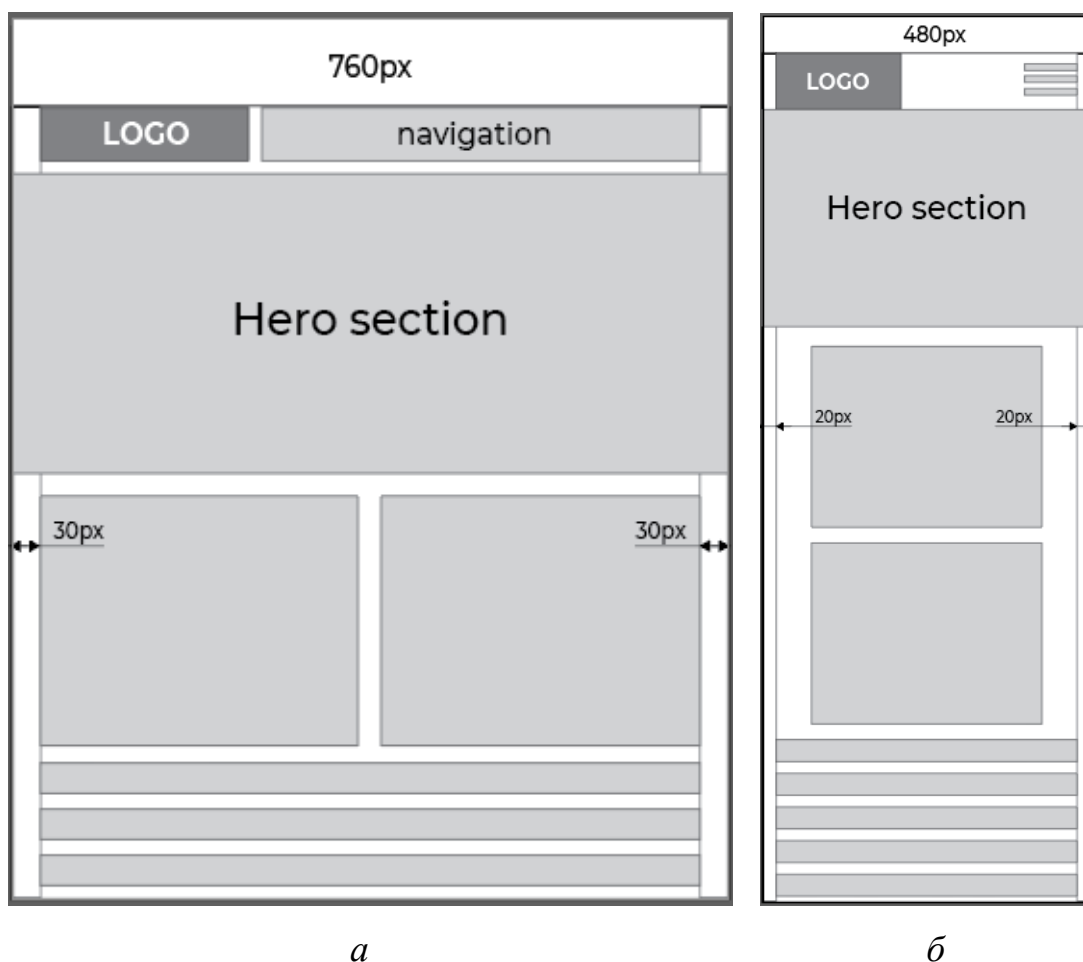 760px
LOGO
navigation
Hero section
30px
30px
а
480px
LOGO
Hero section
20px
20px
б